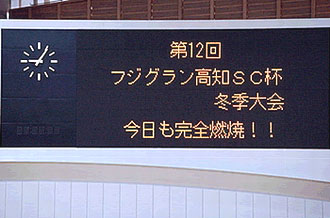 第12回
フジグラン高知SC杯
冬季大会
今日も完全燃焼!!